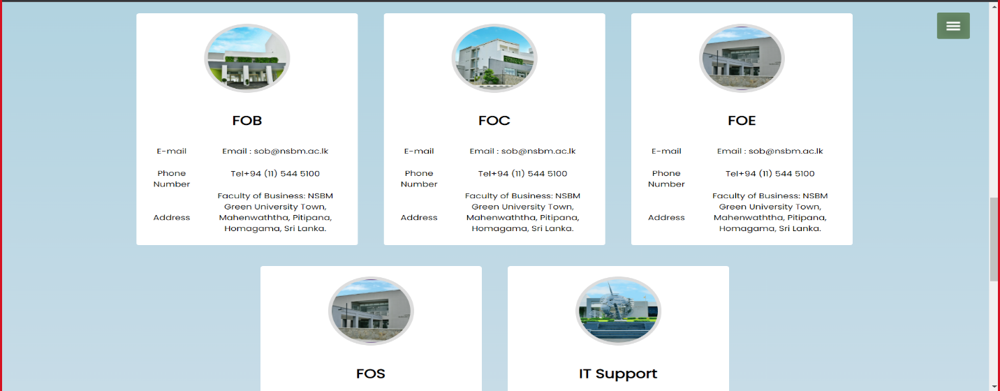 FOB
E-mail Email : sob@nsbm.ac.lk
Phone Number Tel+94 (11) 544 5100
Address Faculty of Business: NSBM
Green University Town,
Mahenwaththa, Pitipana,
Homagama, Sri Lanka.
FOC
E-mail Email : sob@nsbm.ac.lk
Phone Number Tel+94 (11) 544 5100
Address Faculty of Business: NSBM
Green University Town,
Mahenwaththa, Pitipana,
Homagama, Sri Lanka.
FOE
E-mail Email : sob@nsbm.ac.lk
Phone Number Tel+94 (11) 544 5100
Address Faculty of Business: NSBM
Green University Town,
Mahenwaththa, Pitipana,
Homagama, Sri Lanka.
FOS
IT Support